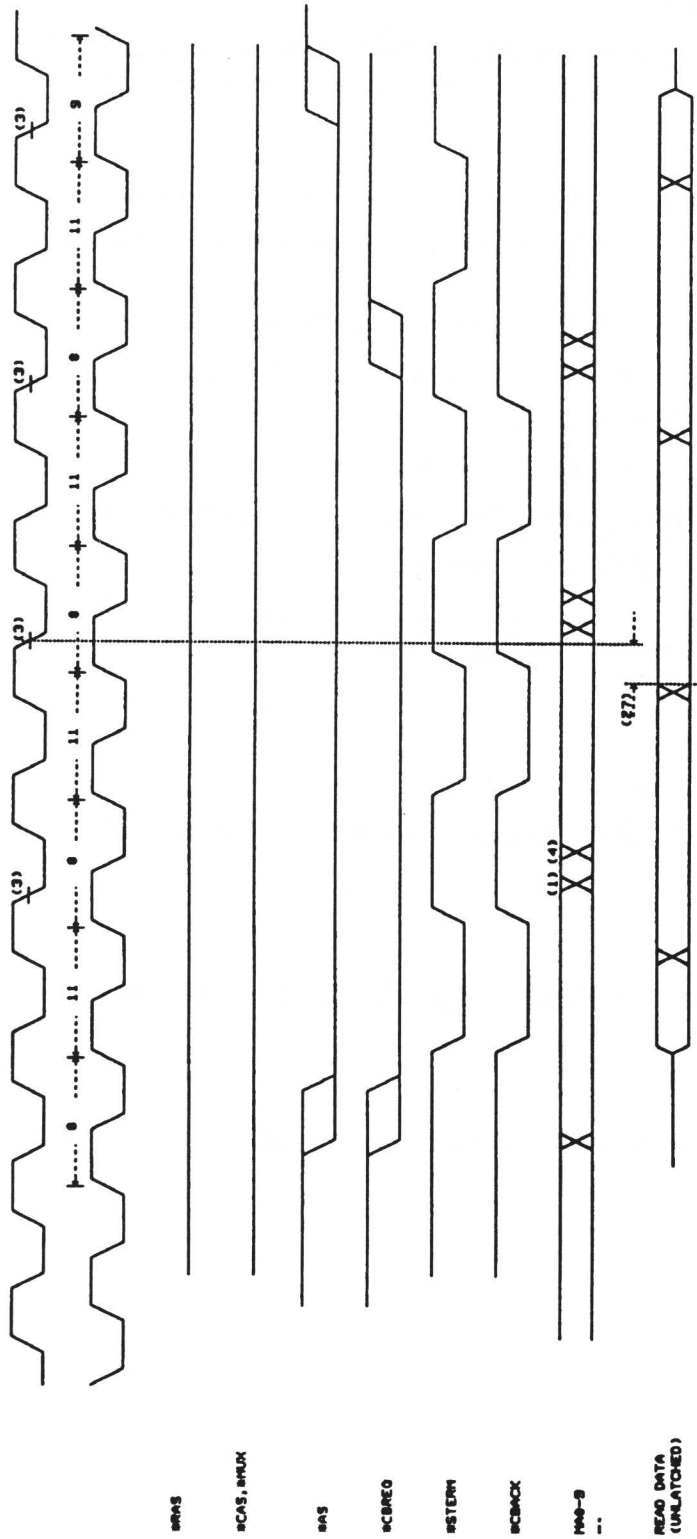 (3) (3) (3) (3)
8 11 8 11 8 11 8 11 9
*RAS
*CAS, *MUX
*AS
*CBREQ
*STERM
*CBACK
(1) (4)
MA0-9
--
(27)
READ DATA
(UNLATCHED)